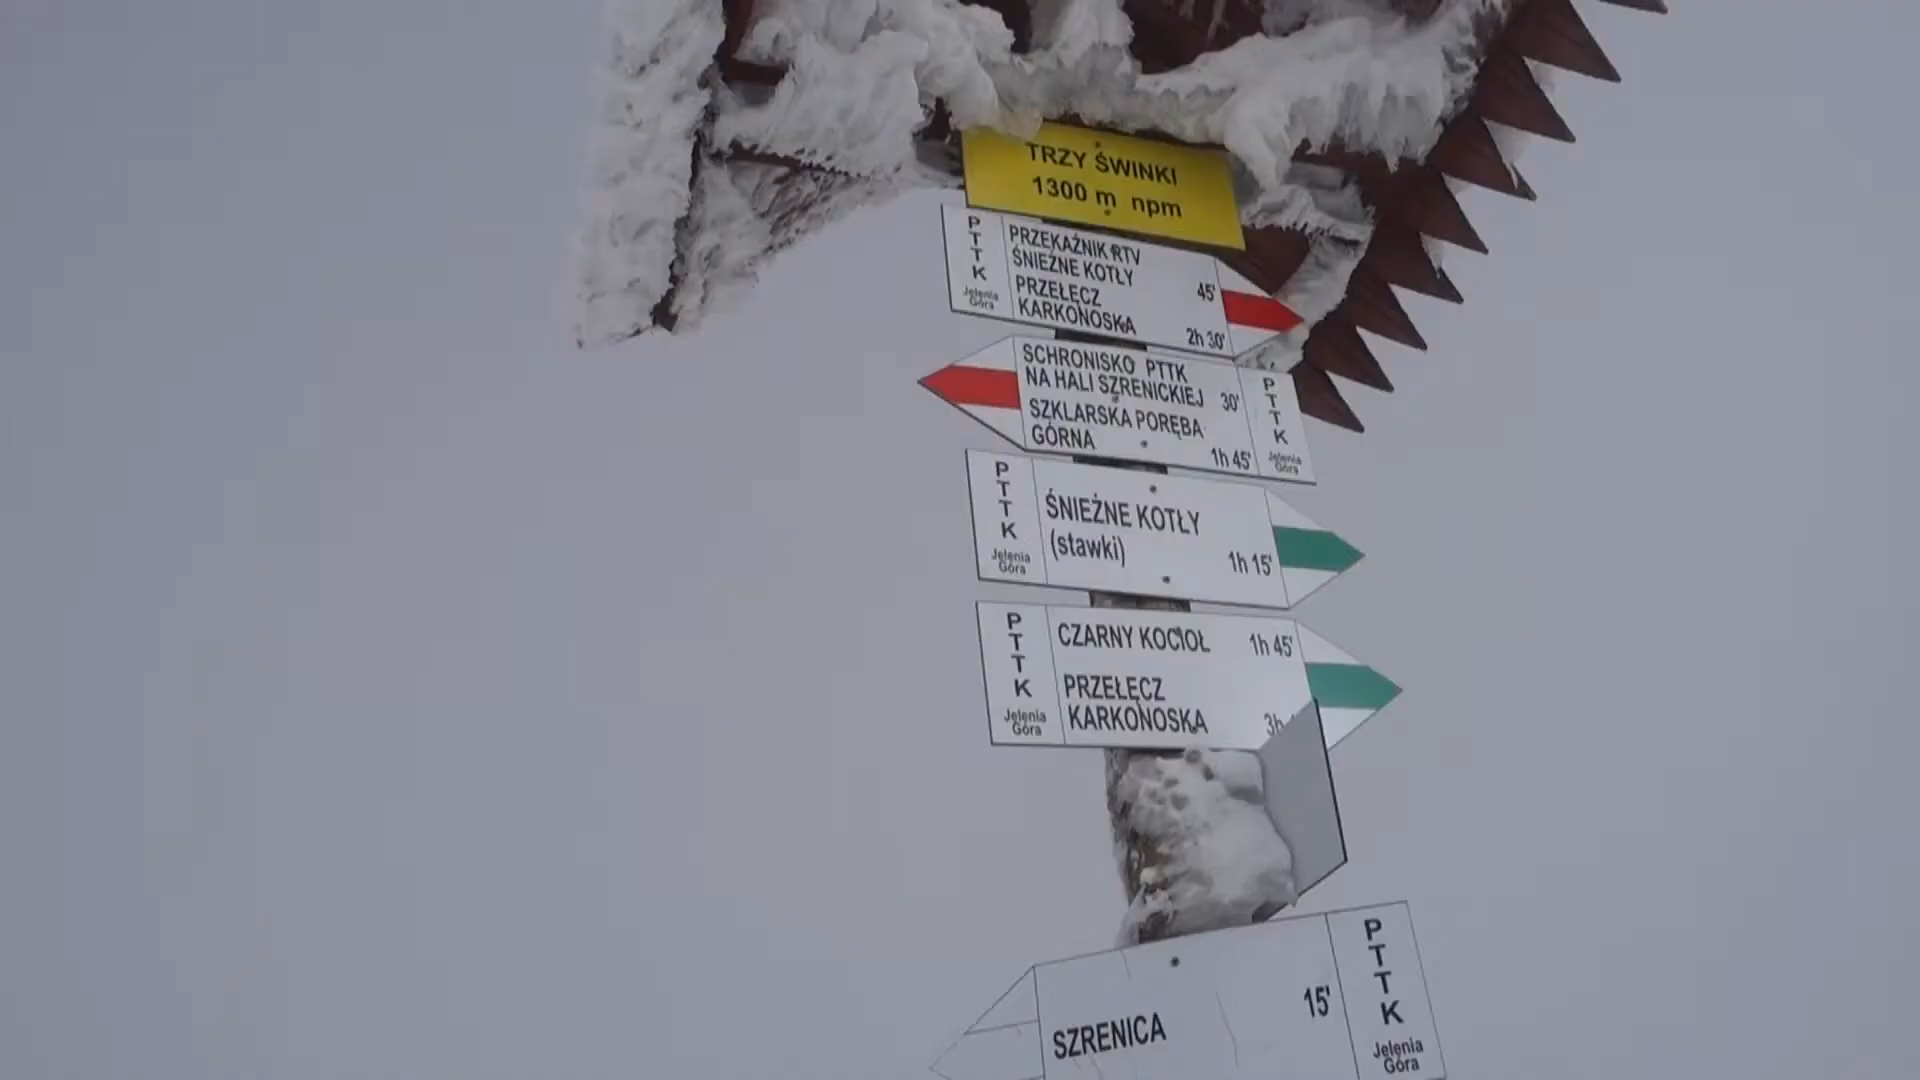 TRZY ŚWINKI
1300 m npm
PTTK
Jelenia
Góra
PRZEKAŹNIK RTV
ŚNIEŻNE KOTŁY 45'
PRZEŁĘCZ
KARKONOSKA 2h 30'
SCHRONISKO PTTK
NA HALI SZRENICKIEJ 30'
SZKLARSKA PORĘBA
GÓRNA 1h 45'
PTTK
Jelenia
Góra
PTTK
Jelenia
Góra
ŚNIEŻNE KOTŁY
(stawki) 1h 15'
PTTK
Jelenia
Góra
CZARNY KOCIOŁ 1h 45'
PRZEŁĘCZ
KARKONOSKA 3h
SZRENICA 15'
PTTK
Jelenia
Góra